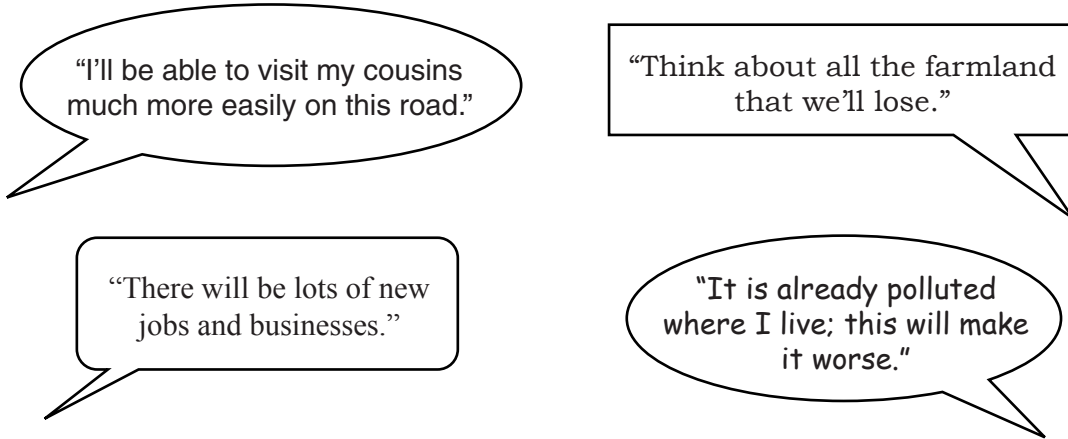 “I’ll be able to visit my cousins
much more easily on this road.”
“Think about all the farmland
that we’ll lose.”
“There will be lots of new
jobs and businesses.”
“It is already polluted
where I live; this will make
it worse.”